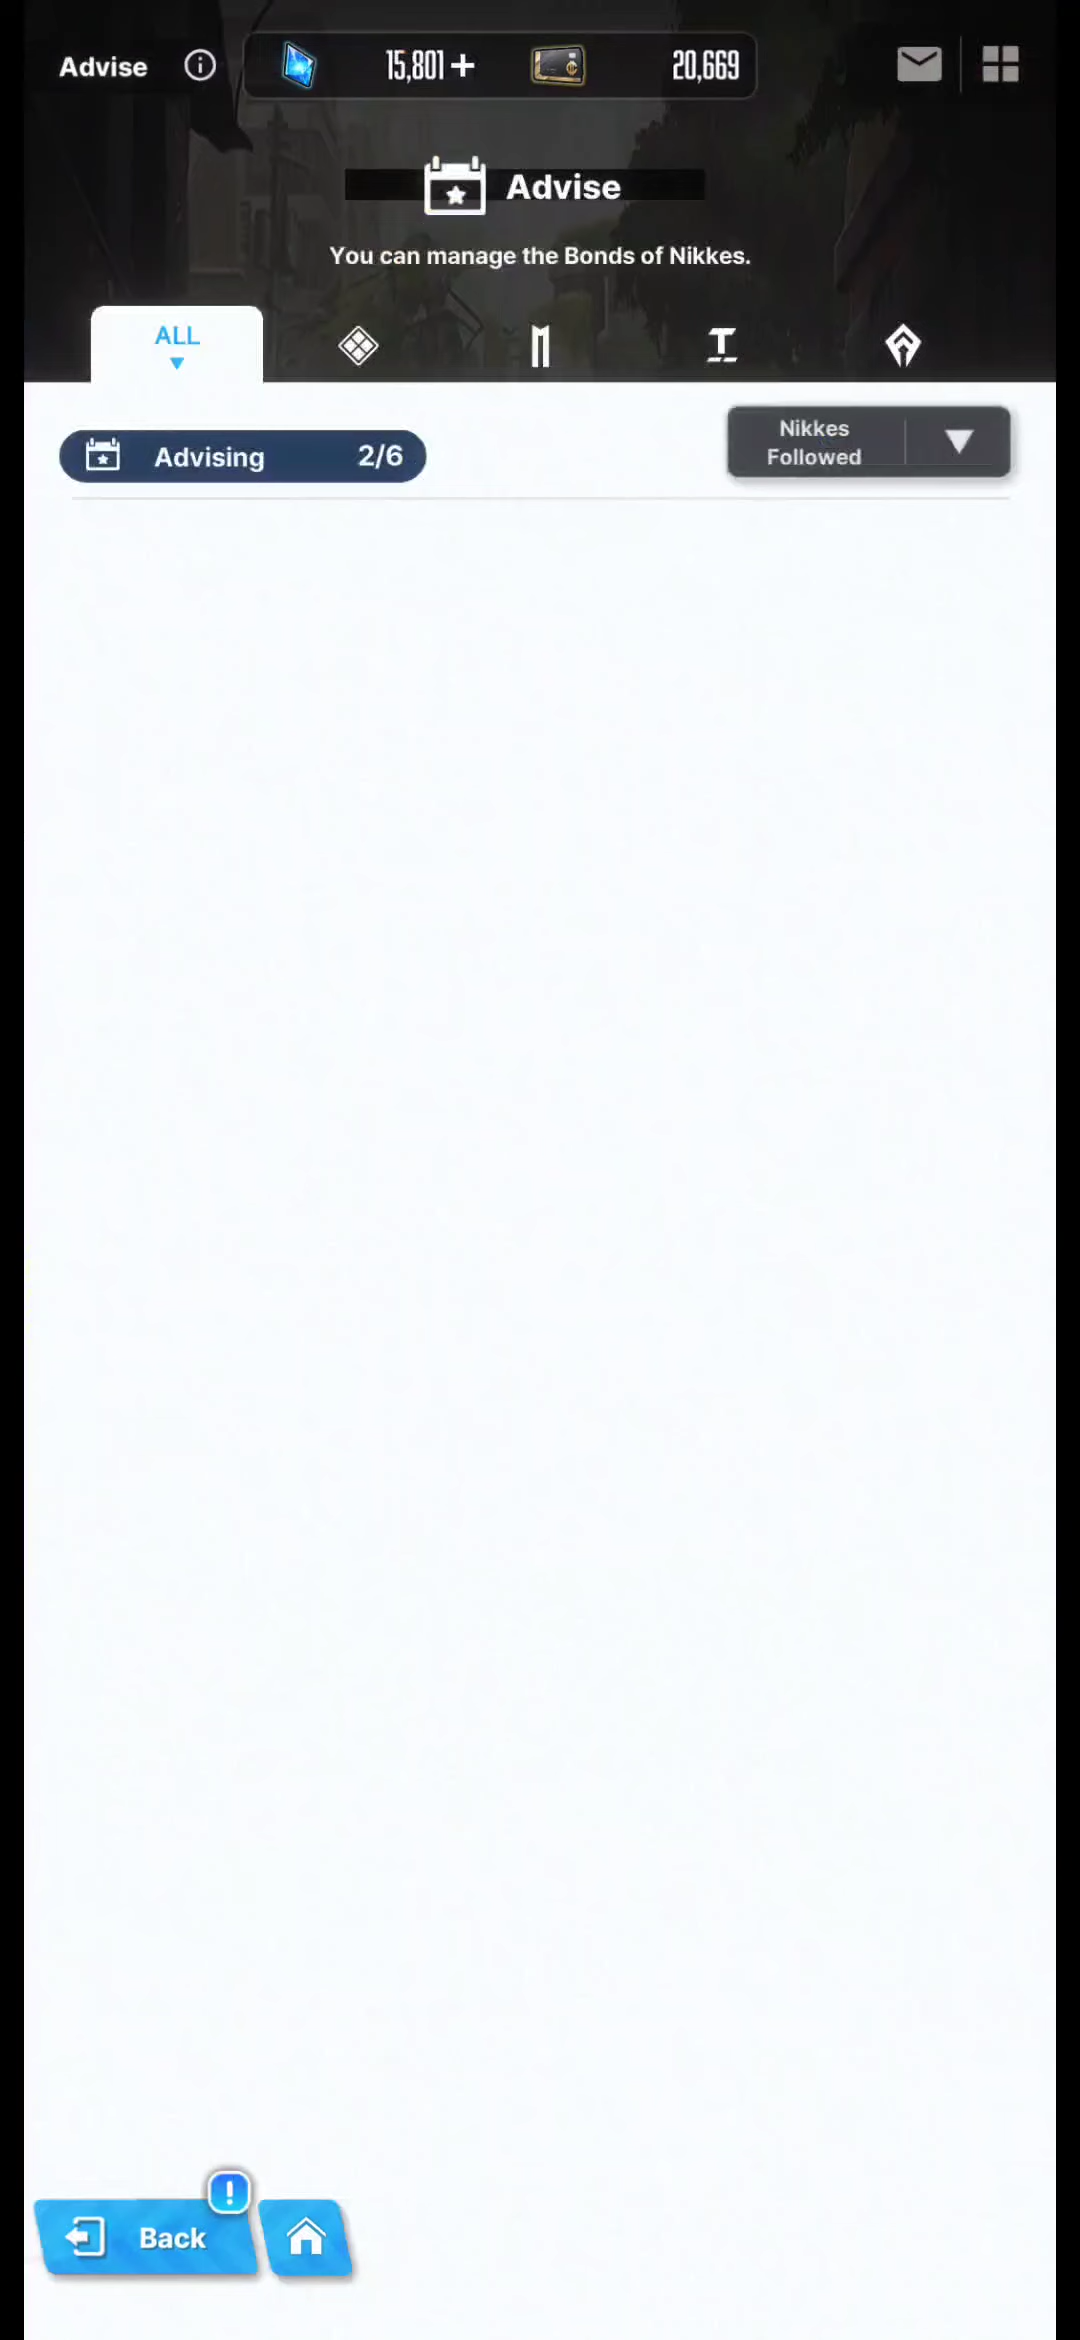 Advise 15,801 + 20,669
Advise
You can manage the Bonds of Nikkes.
ALL
Advising 2/6
Nikkes
Followed
!
Back